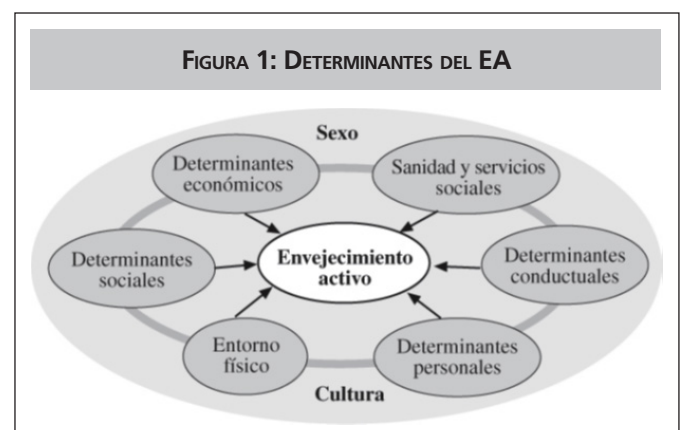 FIGURA 1: DETERMINANTES DEL EA
Sexo
Determinantes
económicos
Sanidad y servicios
sociales
Determinantes
sociales
Envejecimiento
activo
Determinantes
conductuales
Entorno
físico
Determinantes
personales
Cultura